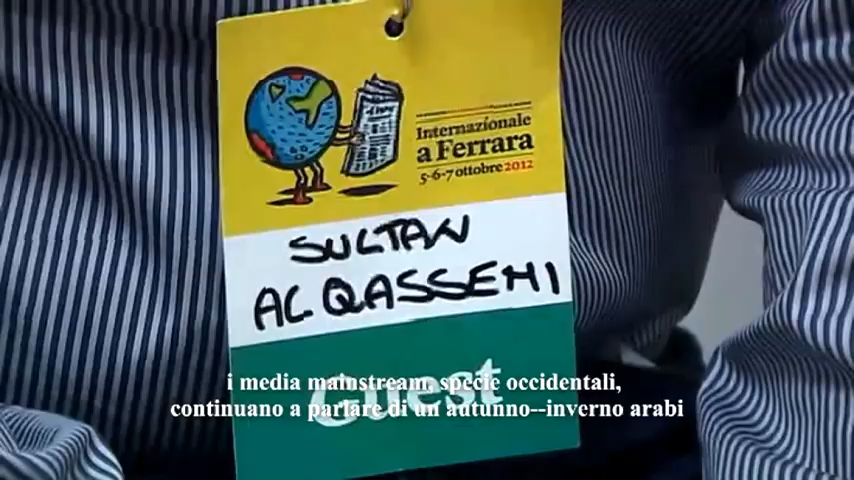 Internazionale
a Ferrara
5-6-7 ottobre 2012
SULTAN
AL QASSEMI
Guest
i media mainstream, specie occidentali,
continuano a parlare di un autunno--inverno arabi